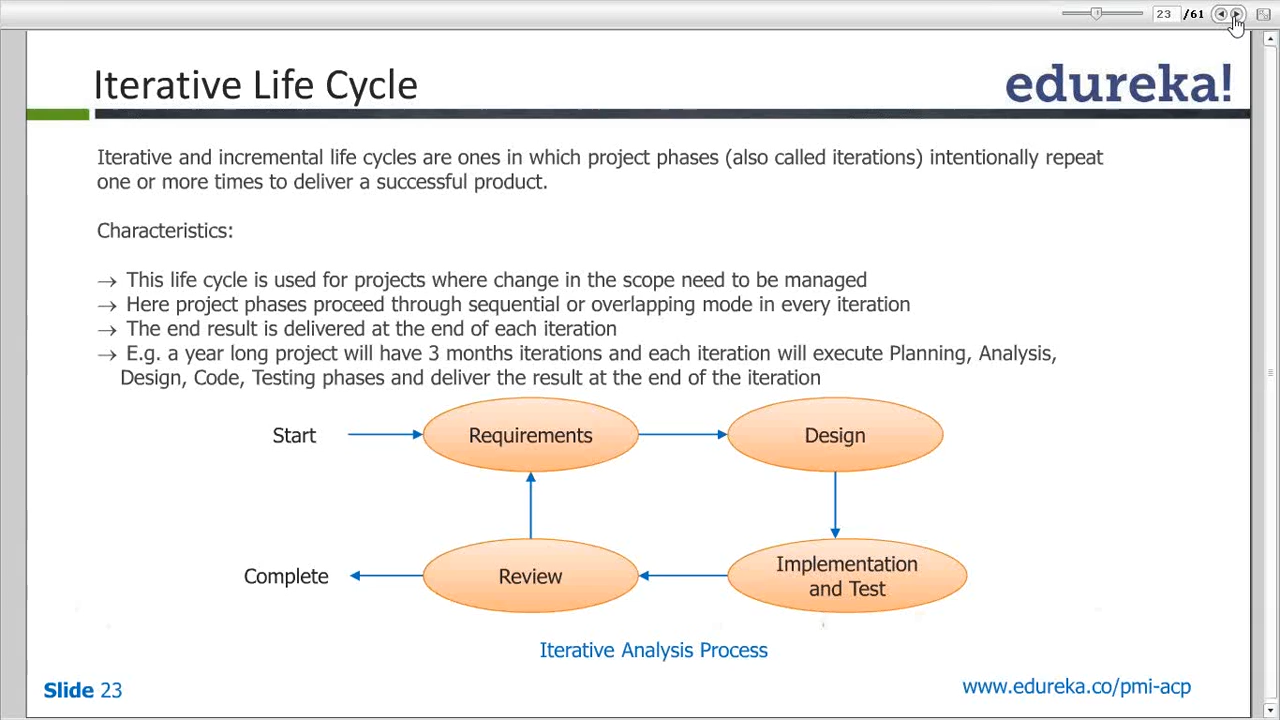 23 /61
Iterative Life Cycle
edureka!
Iterative and incremental life cycles are ones in which project phases (also called iterations) intentionally repeat
one or more times to deliver a successful product.
Characteristics:
→ This life cycle is used for projects where change in the scope need to be managed
→ Here project phases proceed through sequential or overlapping mode in every iteration
→ The end result is delivered at the end of each iteration
→ E.g. a year long project will have 3 months iterations and each iteration will execute Planning, Analysis,
Design, Code, Testing phases and deliver the result at the end of the iteration
Start
Requirements
Design
Complete
Review
Implementation
and Test
Iterative Analysis Process
Slide 23
www.edureka.co/pmi-acp